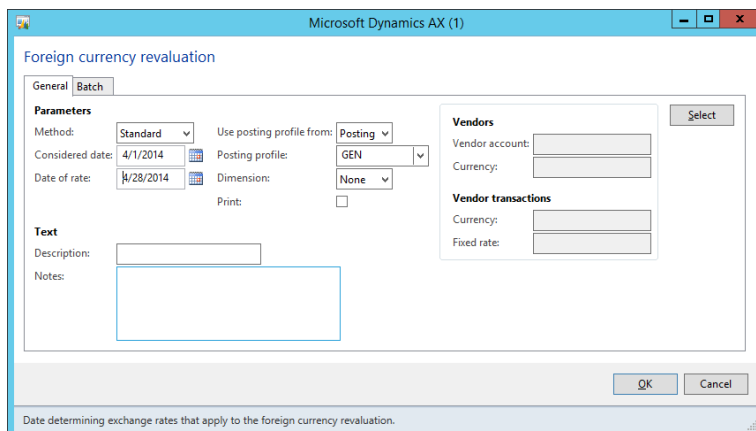 Microsoft Dynamics AX (1)
Foreign currency revaluation
General Batch
Parameters
Method: Standard Use posting profile from: Posting
Considered date: 4/1/2014 Posting profile: GEN
Date of rate: 4/28/2014 Dimension: None
Print:
Text
Description:
Notes:
Vendors
Vendor account:
Currency:
Vendor transactions
Currency:
Fixed rate:
Select
OK Cancel
Date determining exchange rates that apply to the foreign currency revaluation.